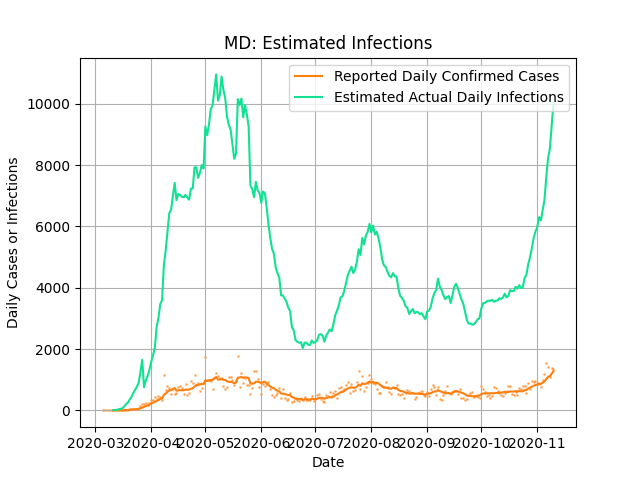 MD: Estimated Infections
Reported Daily Confirmed Cases
Estimated Actual Daily Infections
Daily Cases or Infections
10000
8000
6000
4000
2000
0
2020-03 2020-04 2020-05 2020-06 2020-07 2020-08 2020-09 2020-10 2020-11
Date